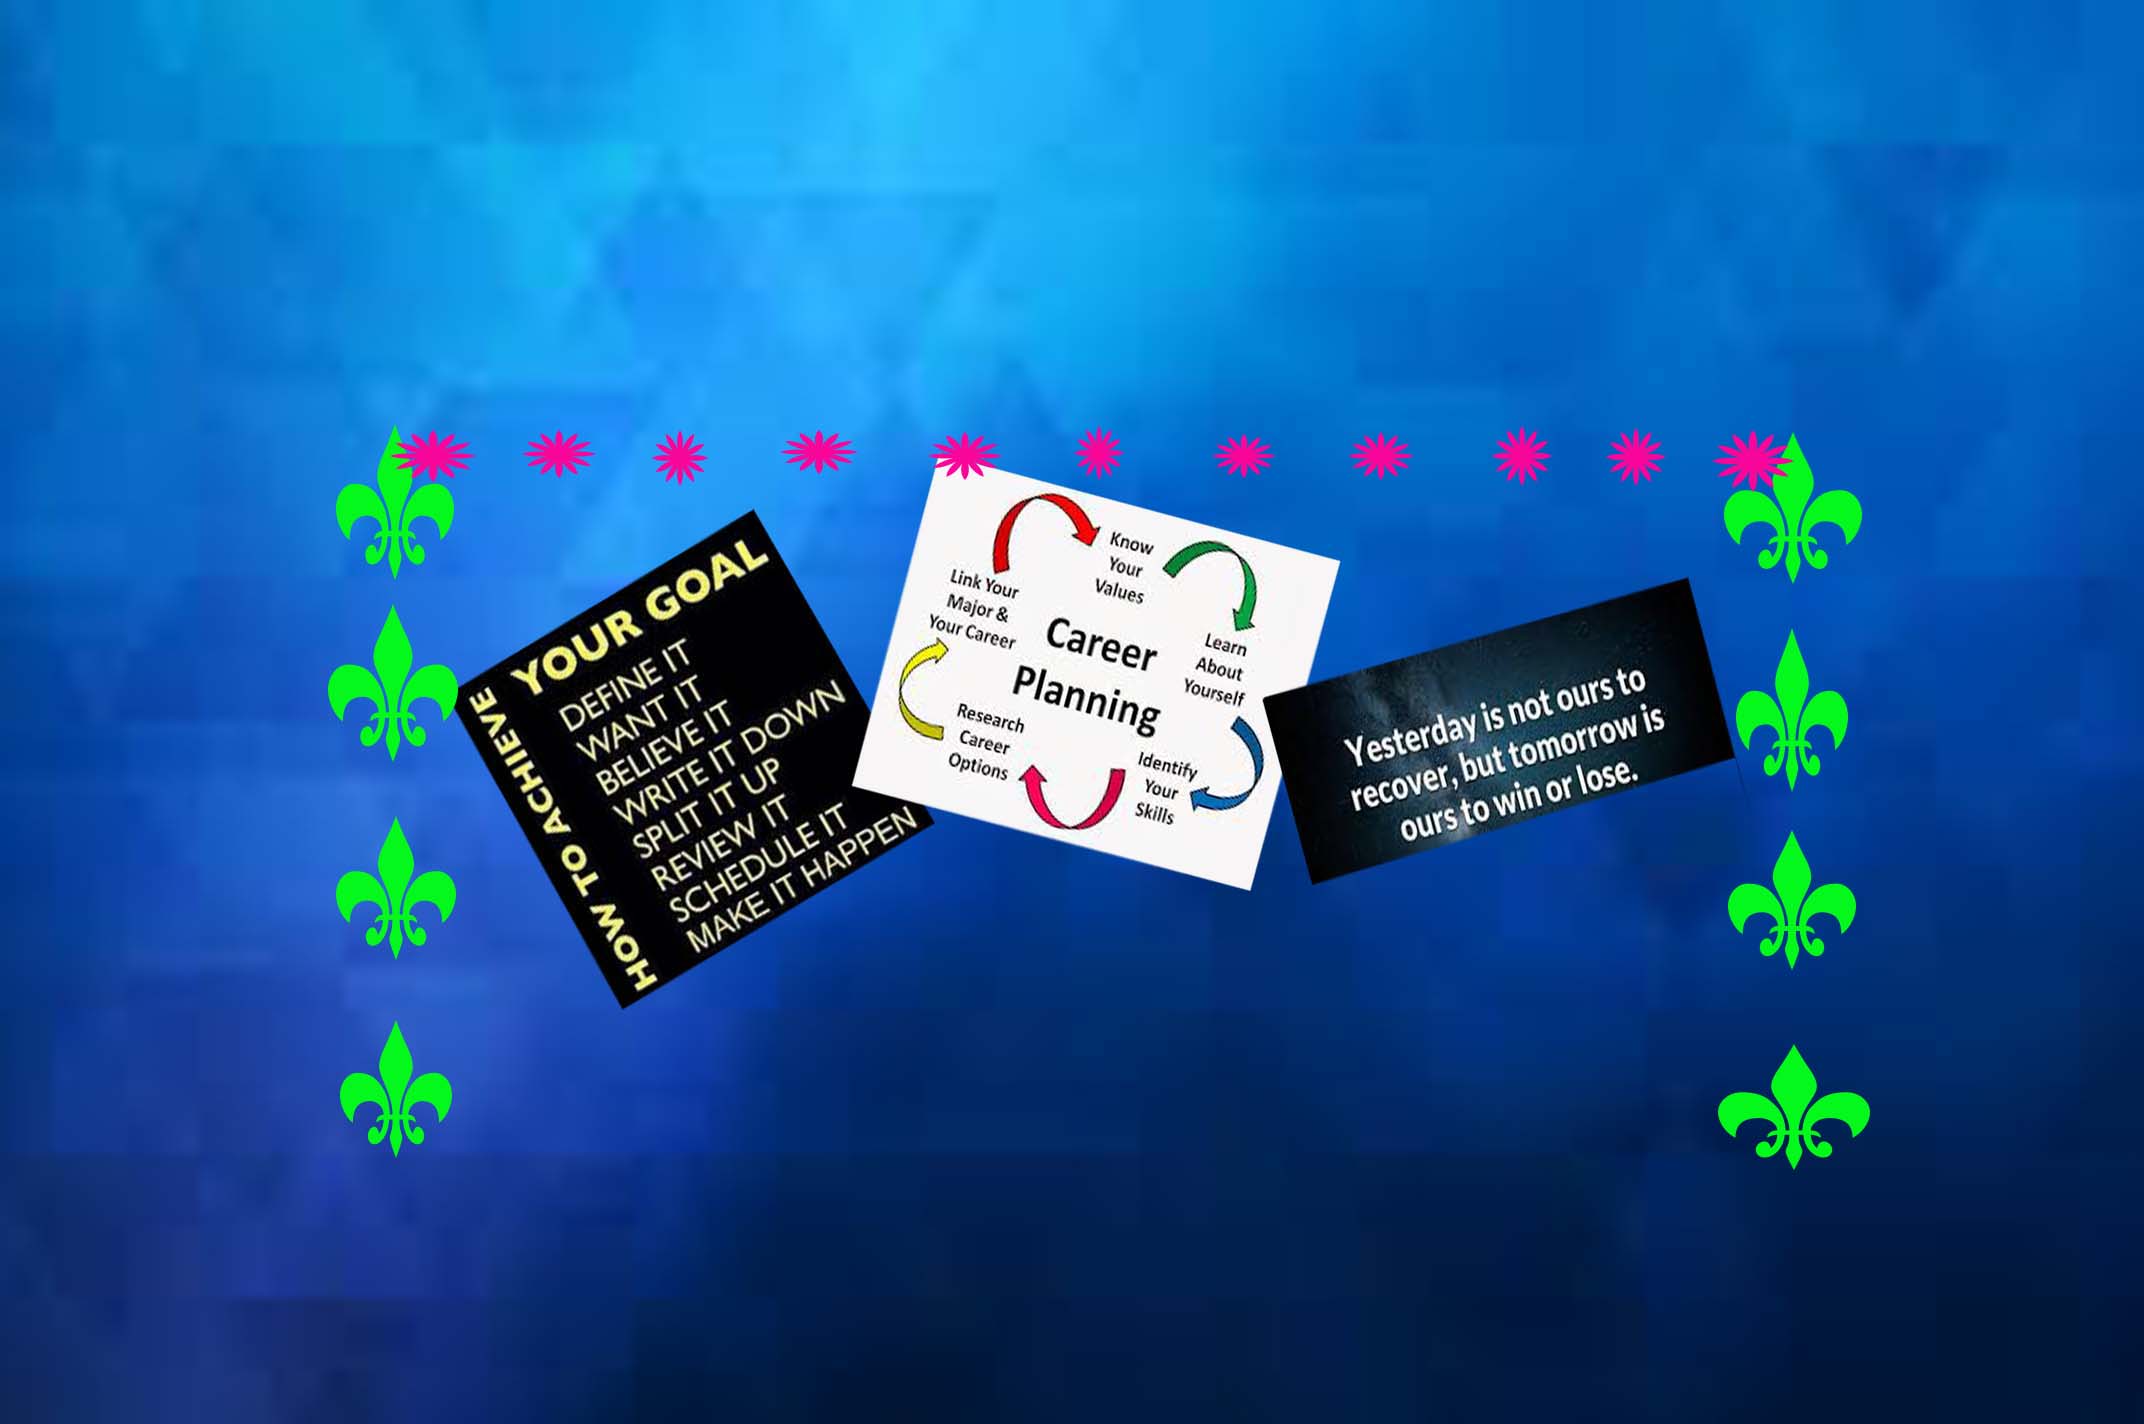 HOW TO ACHIEVE
YOUR GOAL
DEFINE IT
WANT IT
BELIEVE IT
WRITE IT DOWN
SPLIT IT UP
REVIEW IT
SCHEDULE IT
MAKE IT HAPPEN
Career
Planning
Know
Your
Values
Learn
About
Yourself
Identify
Your
Skills
Research
Career
Options
Link Your
Major &
Your Career
Yesterday is not ours to
recover, but tomorrow is
ours to win or lose.